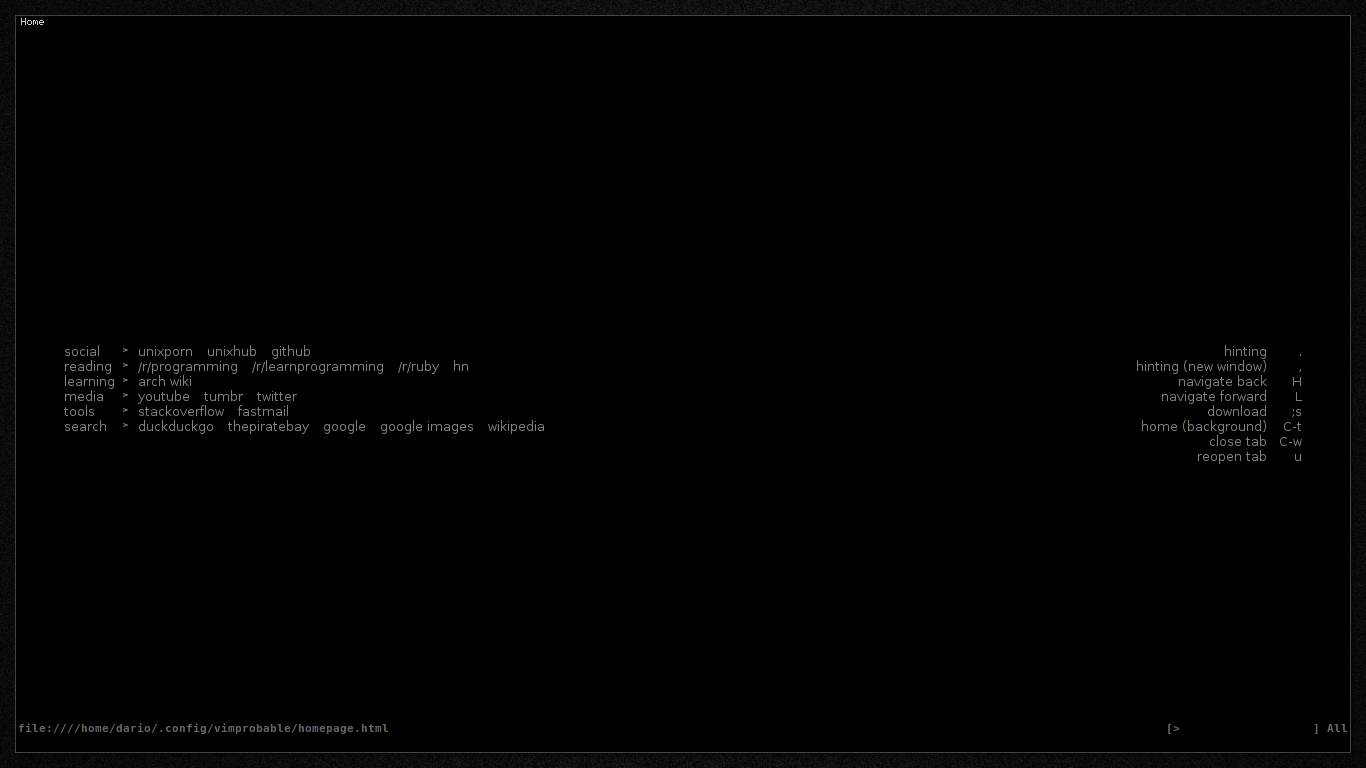 Home
social > unixporn unixhub github
reading > /r/programming /r/learnprogramming /r/ruby hn
learning > arch wiki
media > youtube tumbr twitter
tools > stackoverflow fastmail
search > duckduckgo thepiratebay google google images wikipedia
hinting .
hinting (new window) ,
navigate back H
navigate forward L
download ;s
home (background) C-t
close tab C-w
reopen tab u
file:////home/dario/.config/vimprobable/homepage.html [> ] All